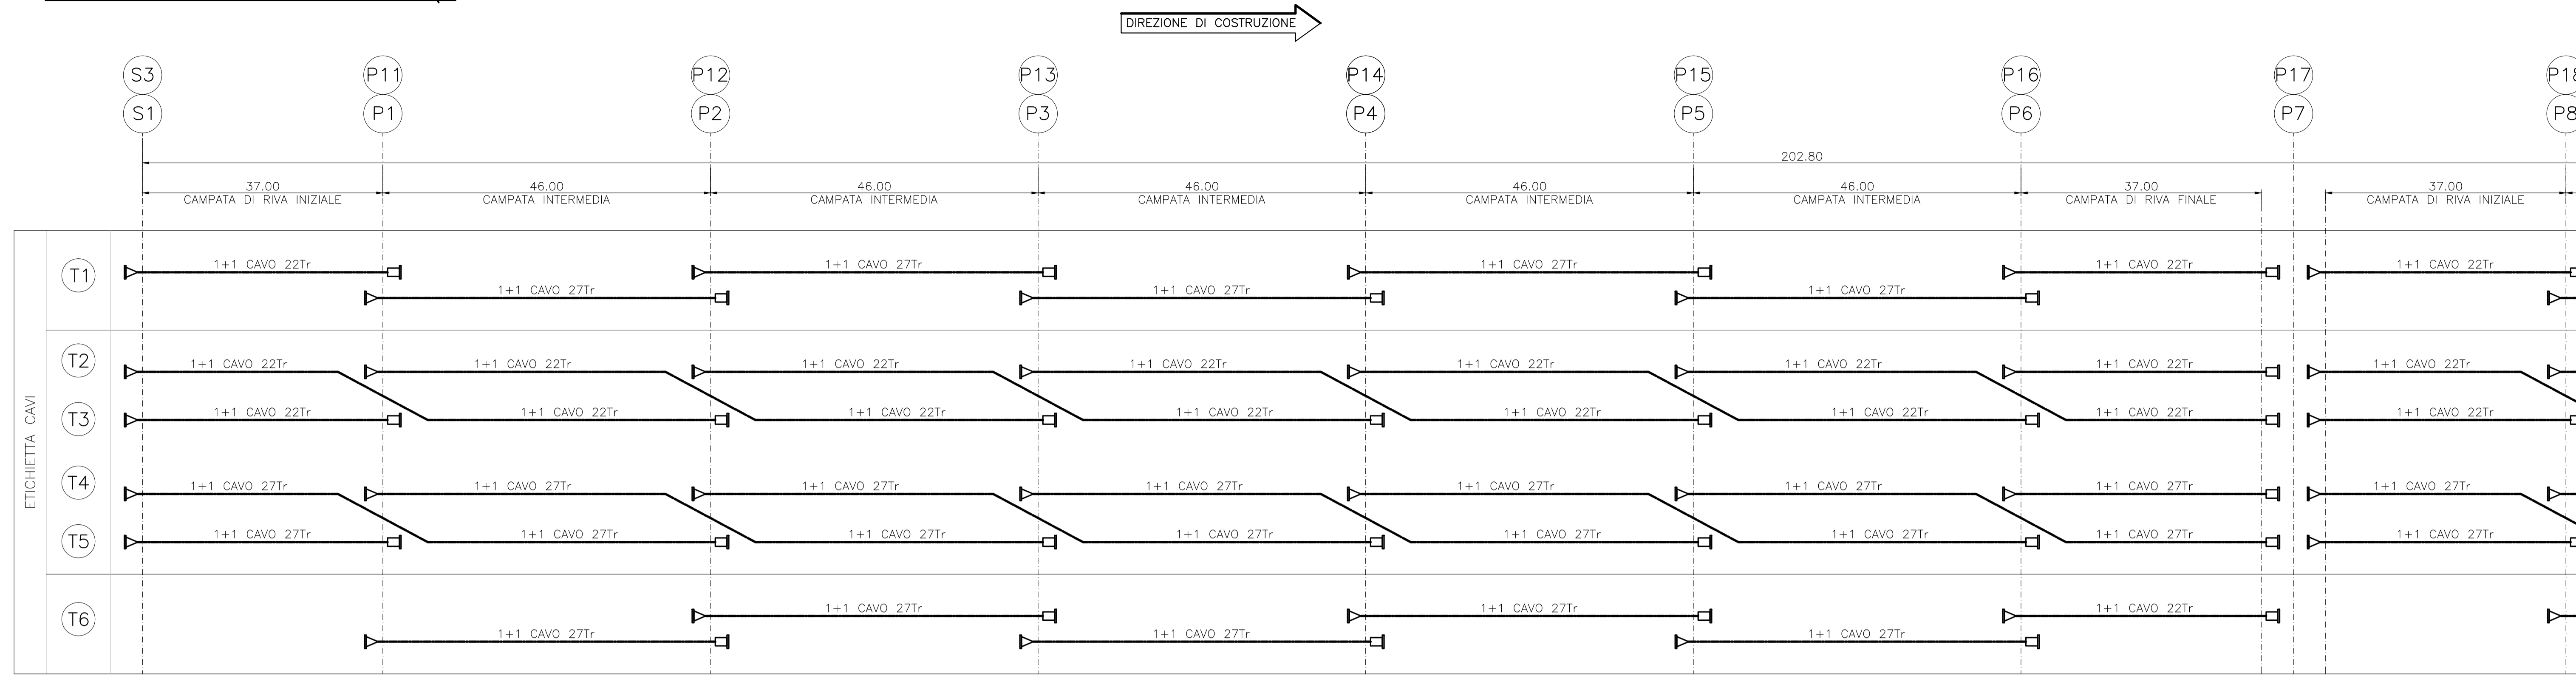 DIREZIONE DI COSTRUZIONE
S3 P11 P12 P13 P14 P15 P16 P17 P18
S1 P1 P2 P3 P4 P5 P6 P7 P8
202.80
37.00 46.00 46.00 46.00 46.00 46.00 37.00 37.00
CAMPATA DI RIVA INIZIALE CAMPATA INTERMEDIA CAMPATA INTERMEDIA CAMPATA INTERMEDIA CAMPATA INTERMEDIA CAMPATA INTERMEDIA CAMPATA DI RIVA FINALE CAMPATA DI RIVA INIZIALE
ETICHIETTA CAVI
T1
1+1 CAVO 22Tr 1+1 CAVO 27Tr 1+1 CAVO 27Tr 1+1 CAVO 22Tr 1+1 CAVO 22Tr
1+1 CAVO 27Tr 1+1 CAVO 27Tr 1+1 CAVO 27Tr
T2
1+1 CAVO 22Tr 1+1 CAVO 22Tr 1+1 CAVO 22Tr 1+1 CAVO 22Tr 1+1 CAVO 22Tr 1+1 CAVO 22Tr 1+1 CAVO 22Tr 1+1 CAVO 22Tr
T3
1+1 CAVO 22Tr 1+1 CAVO 22Tr 1+1 CAVO 22Tr 1+1 CAVO 22Tr 1+1 CAVO 22Tr 1+1 CAVO 22Tr 1+1 CAVO 22Tr 1+1 CAVO 22Tr
T4
1+1 CAVO 27Tr 1+1 CAVO 27Tr 1+1 CAVO 27Tr 1+1 CAVO 27Tr 1+1 CAVO 27Tr 1+1 CAVO 27Tr 1+1 CAVO 27Tr 1+1 CAVO 27Tr
T5
1+1 CAVO 27Tr 1+1 CAVO 27Tr 1+1 CAVO 27Tr 1+1 CAVO 27Tr 1+1 CAVO 27Tr 1+1 CAVO 27Tr 1+1 CAVO 27Tr 1+1 CAVO 27Tr
T6
1+1 CAVO 27Tr 1+1 CAVO 27Tr 1+1 CAVO 22Tr
1+1 CAVO 27Tr 1+1 CAVO 27Tr 1+1 CAVO 27Tr